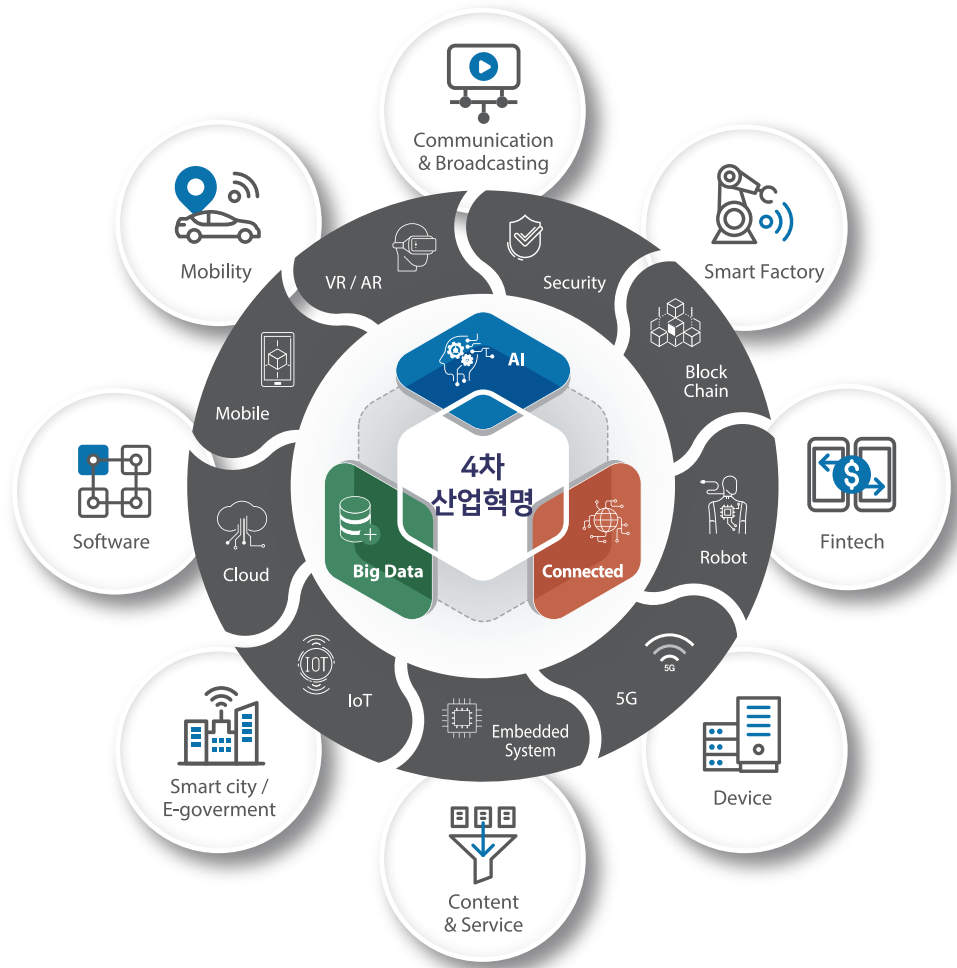 Communication
& Broadcasting
Mobility
Smart Factory
VR / AR
Security
AI
Block
Chain
Mobile
4차
산업혁명
Software
Fintech
Cloud
Big Data
Connected
Robot
IOT
IoT
5G
5G
Embedded
System
Smart city /
E-goverment
Device
Content
& Service